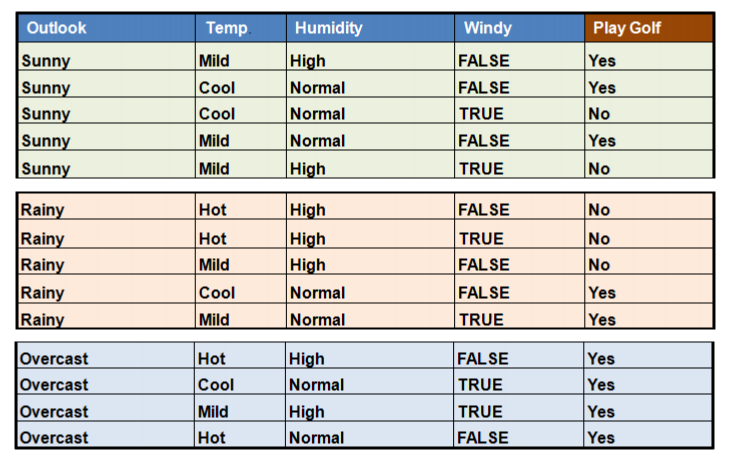 Outlook Temp Humidity Windy Play Golf
Sunny Mild High FALSE Yes
Sunny Cool Normal FALSE Yes
Sunny Cool Normal TRUE No
Sunny Mild Normal FALSE Yes
Sunny Mild High TRUE No
Rainy Hot High FALSE No
Rainy Hot High TRUE No
Rainy Mild High FALSE No
Rainy Cool Normal FALSE Yes
Rainy Mild Normal TRUE Yes
Overcast Hot High FALSE Yes
Overcast Cool Normal TRUE Yes
Overcast Mild High TRUE Yes
Overcast Hot Normal FALSE Yes